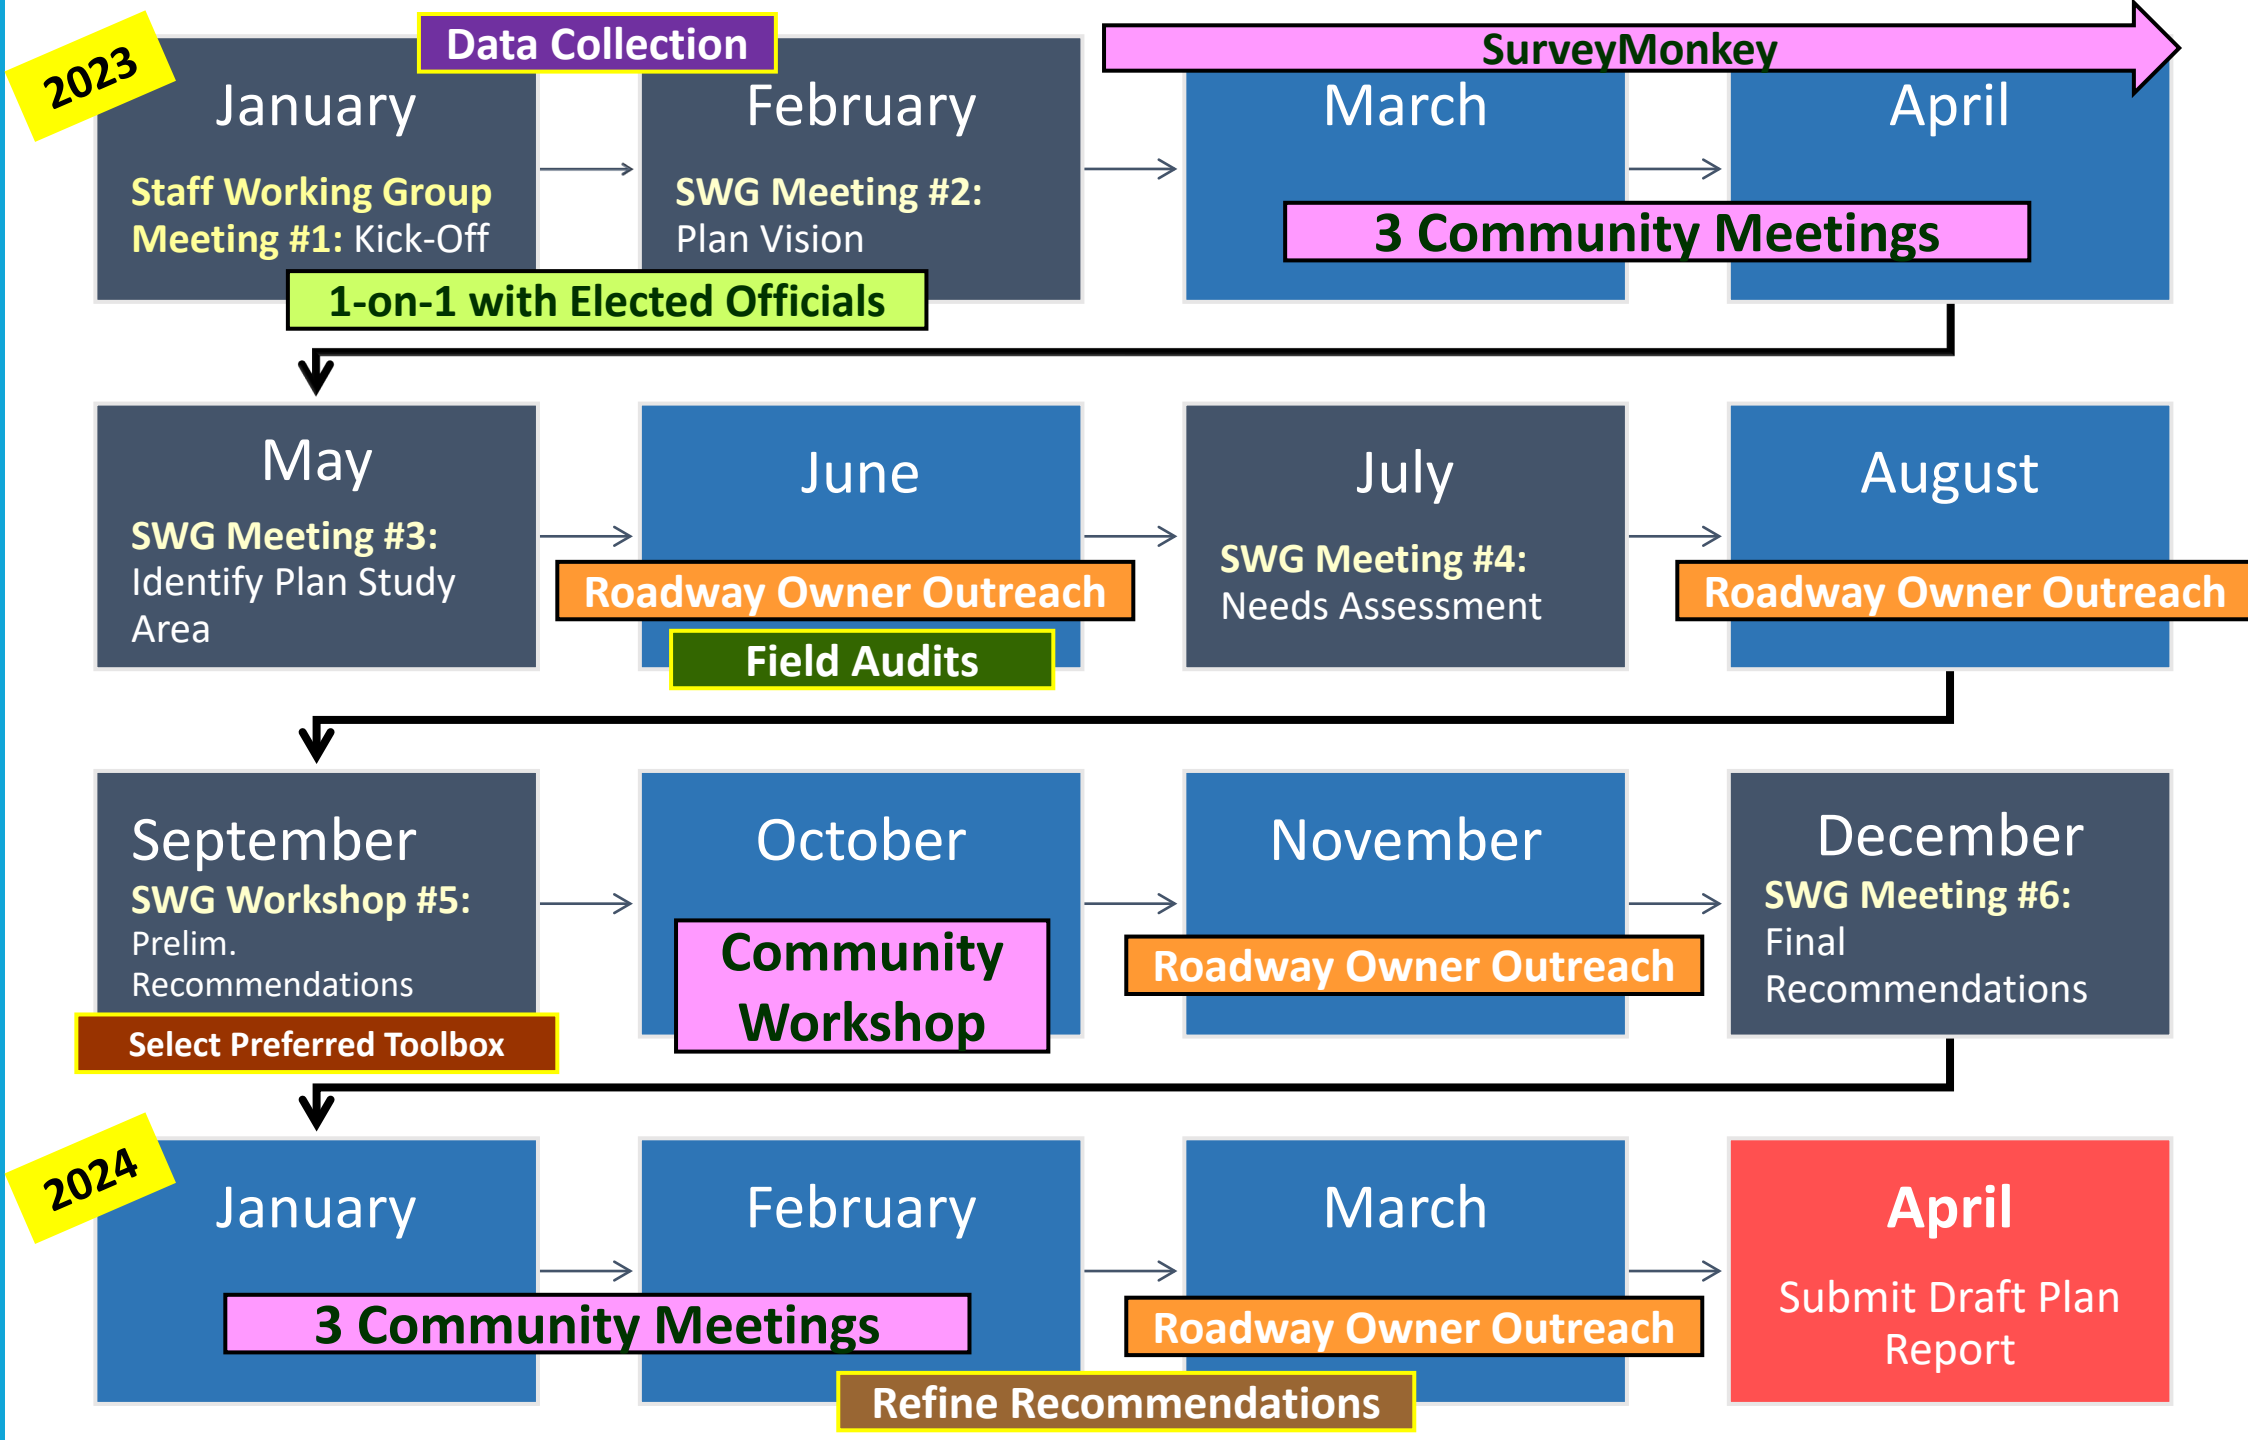 2023
Data Collection
SurveyMonkey
January
Staff Working Group
Meeting #1: Kick-Off
February
SWG Meeting #2:
Plan Vision
March
April
3 Community Meetings
1-on-1 with Elected Officials
May
SWG Meeting #3:
Identify Plan Study
Area
June
Roadway Owner Outreach
Field Audits
July
SWG Meeting #4:
Needs Assessment
August
Roadway Owner Outreach
September
SWG Workshop #5:
Prelim.
Recommendations
Select Preferred Toolbox
October
Community
Workshop
November
Roadway Owner Outreach
December
SWG Meeting #6:
Final
Recommendations
2024
January
February
3 Community Meetings
March
Roadway Owner Outreach
Refine Recommendations
April
Submit Draft Plan
Report